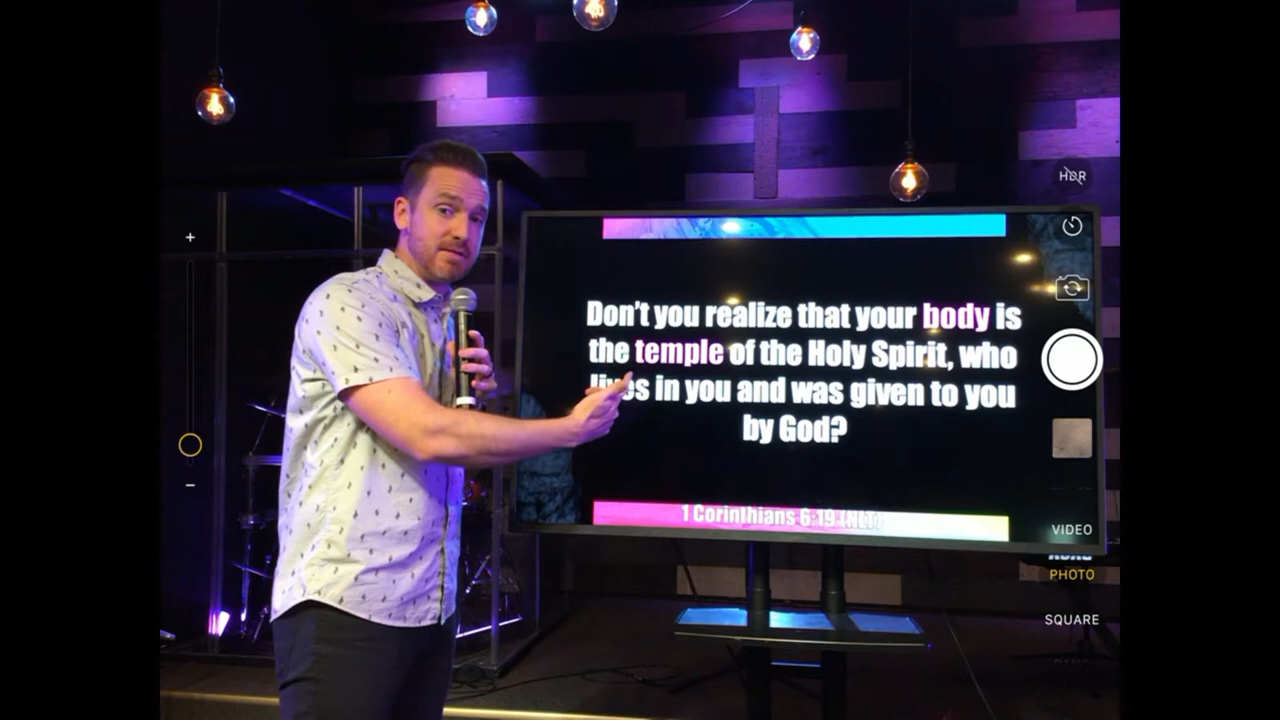 HDR
Don't you realize that your body is
the temple of the Holy Spirit, who
lives in you and was given to you
by God?
1 Corinthians 6:19 (NLT)
VIDEO
PHOTO
SQUARE